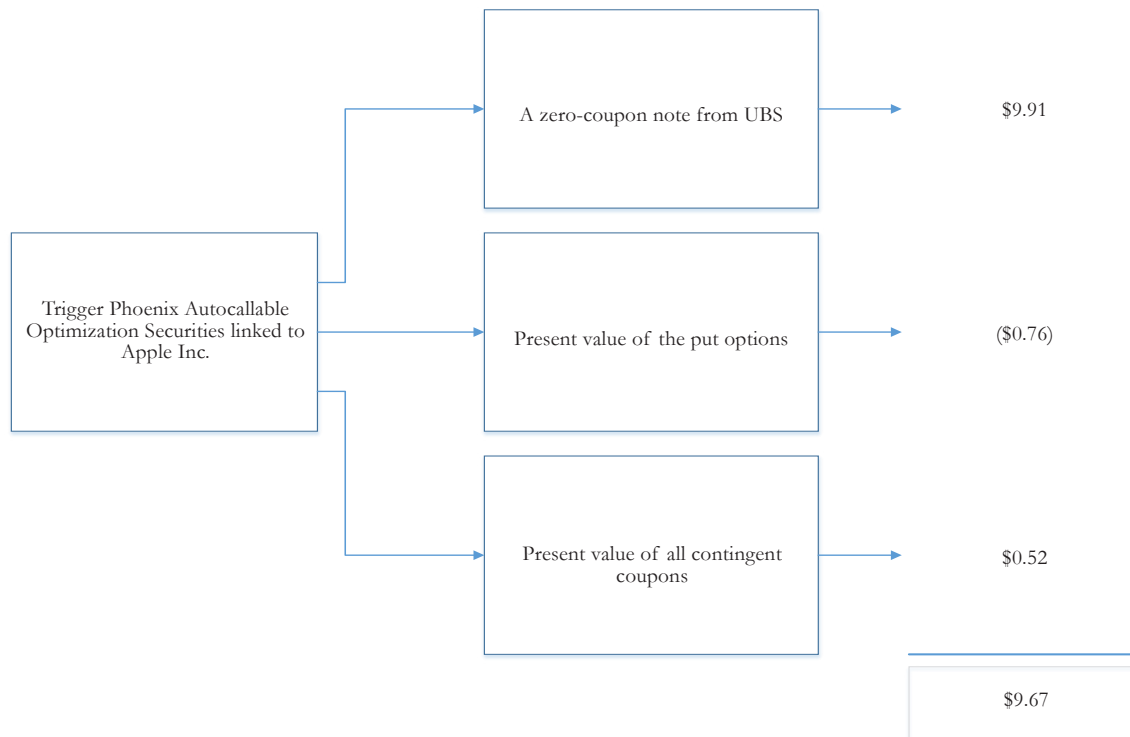 A zero-coupon note from UBS
$9.91
Trigger Phoenix Autocallable
Optimization Securities linked to
Apple Inc.
Present value of the put options
($0.76)
Present value of all contingent
coupons
$0.52
$9.67